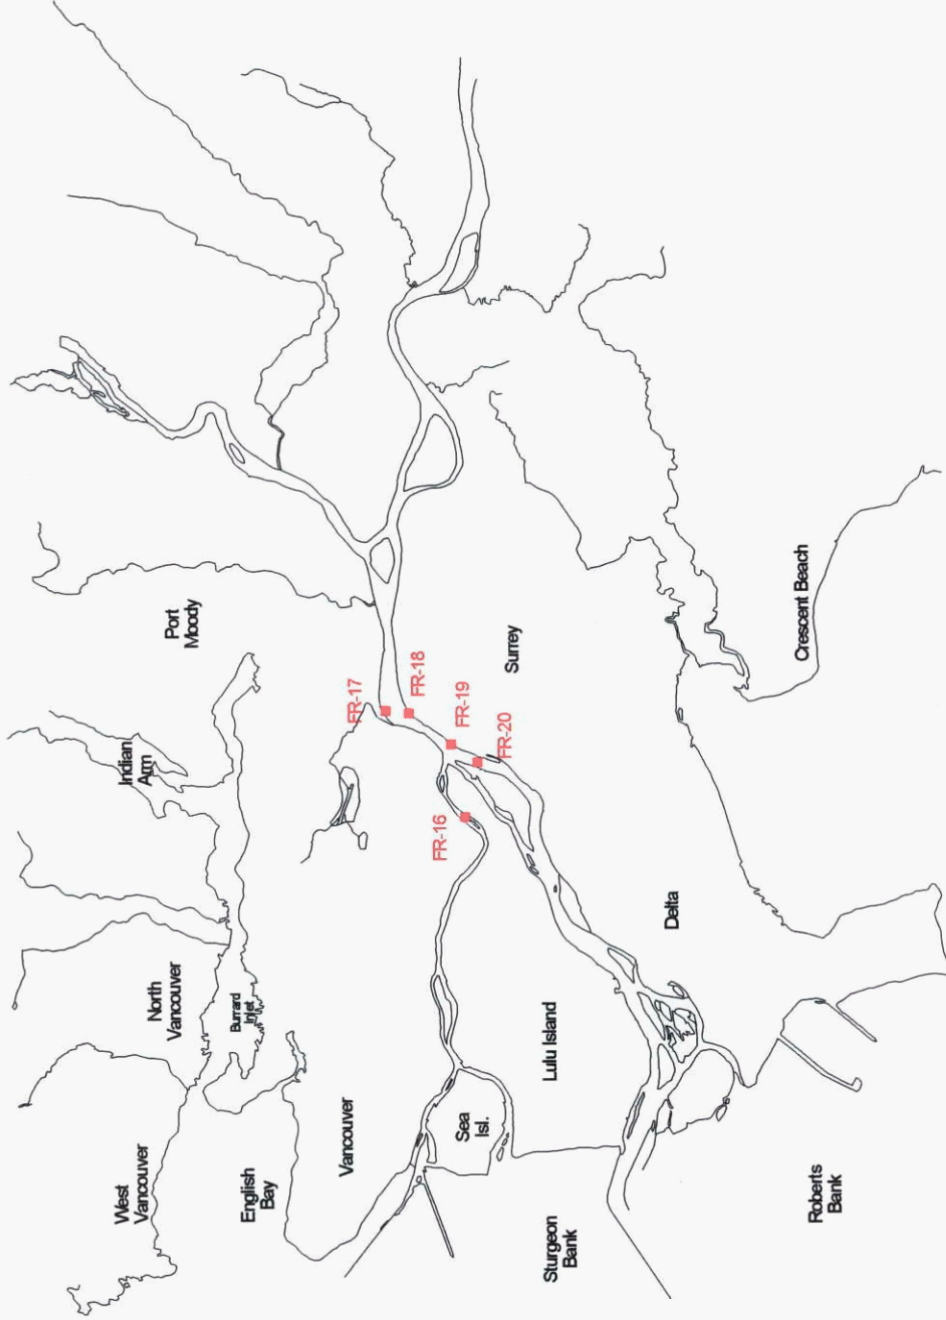 West
Vancouver
North
Vancouver
Indian
Arm
Port
Moody
English
Bay
Burrard
Inlet
Vancouver
FR-17
FR-18
FR-16
FR-19
FR-20
Sea
Isl.
Surrey
Sturgeon
Bank
Lulu Island
Delta
Roberts
Bank
Crescent Beach